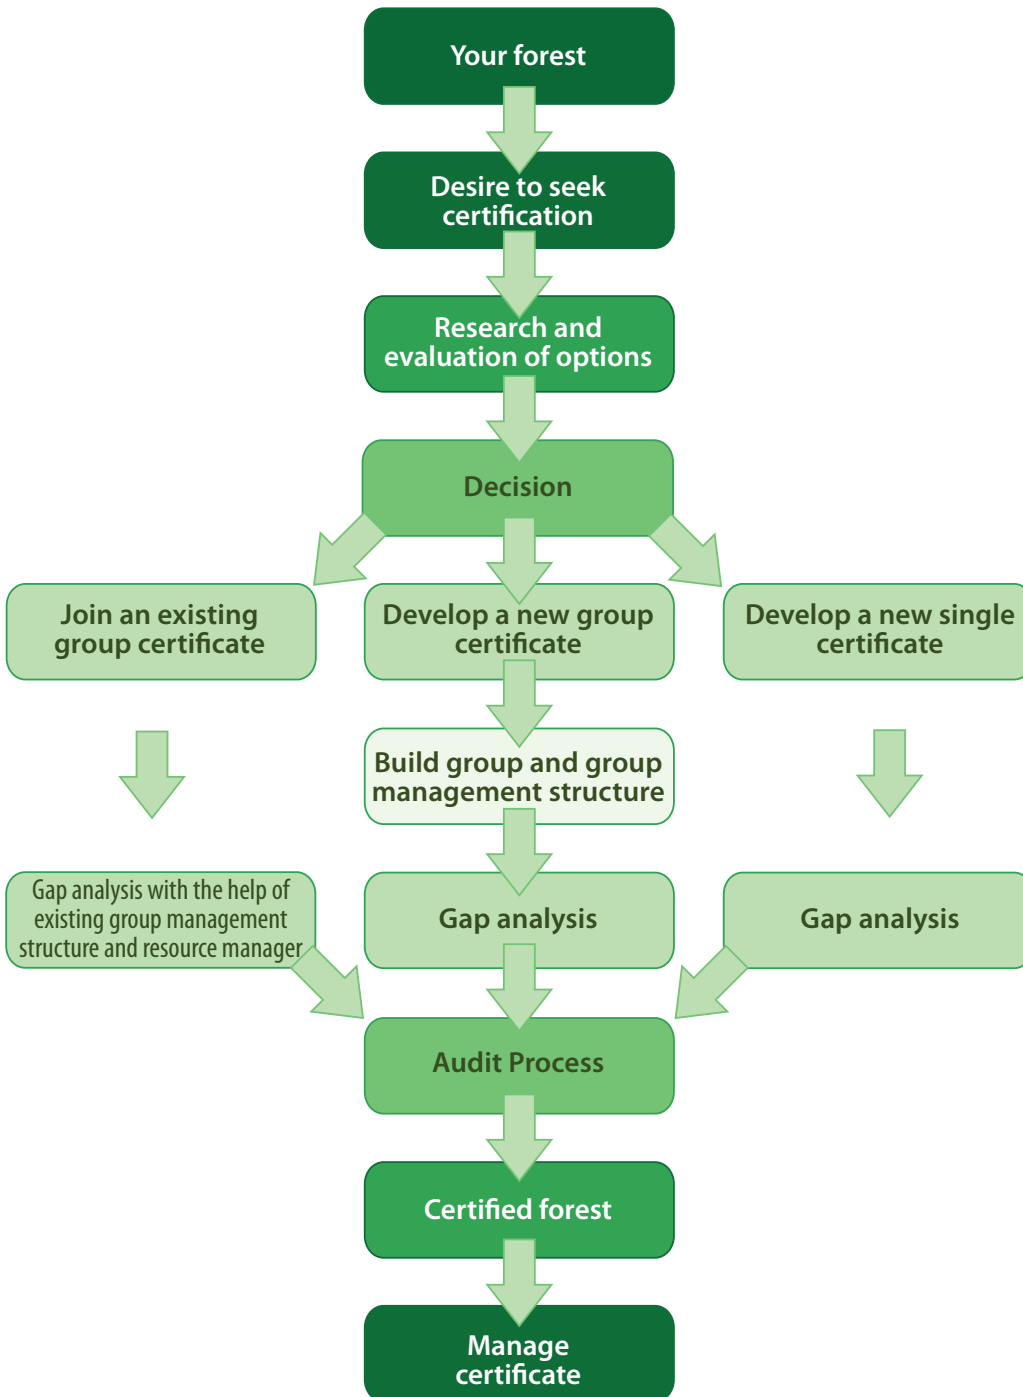 Your forest
Desire to seek
certification
Research and
evaluation of options
Decision
Join an existing
group certificate
Develop a new group
certificate
Develop a new single
certificate
Build group and group
management structure
Gap analysis with the help of
existing group management
structure and resource manager
Gap analysis
Gap analysis
Audit Process
Certified forest
Manage
certificate